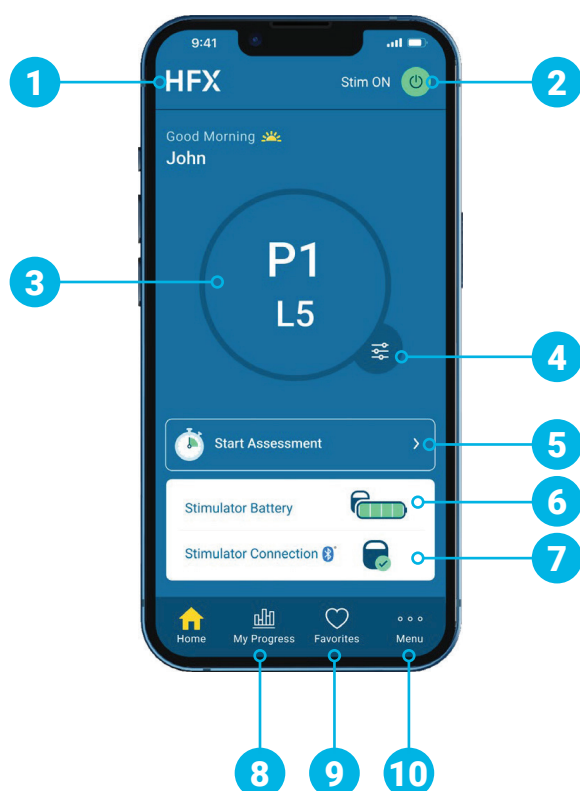 9:41
1
HFX
Stim ON
2
Good Morning
John
3
P1
L5
4
Start Assessment
5
Stimulator Battery
6
Stimulator Connection
7
Home
My Progress
Favorites
Menu
8
9
10